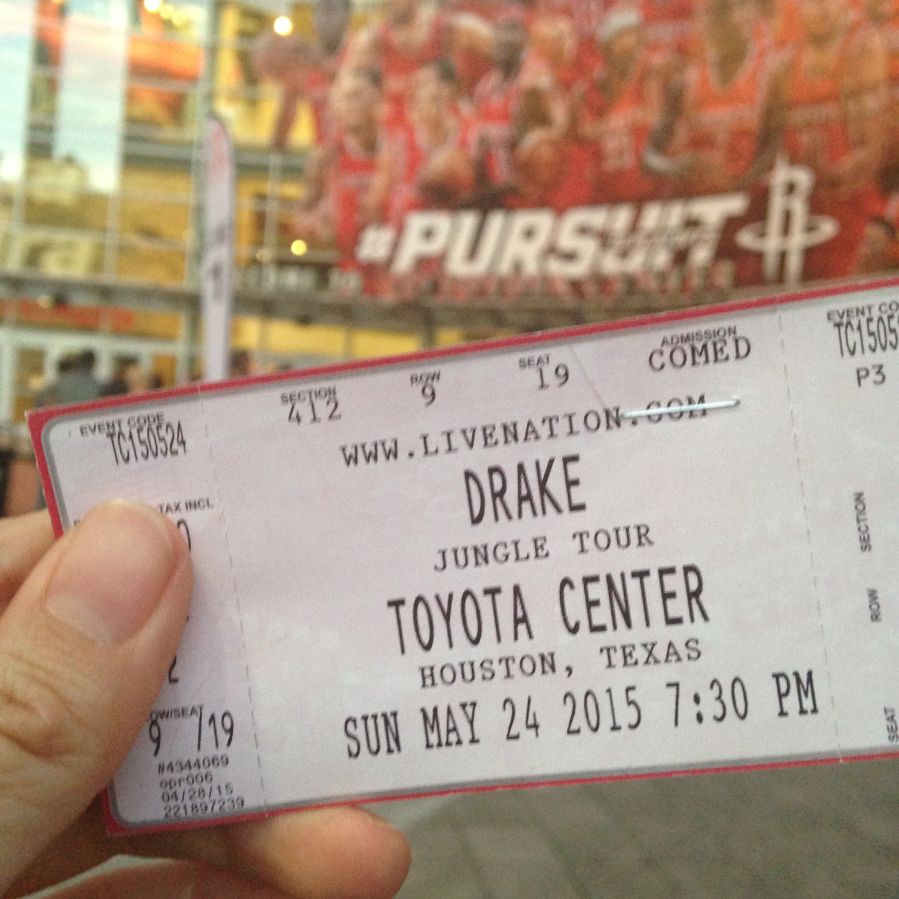 #PURSUIT
EVENT CODE
TC150524
SECTION
412
ROW
9
SEAT
19
ADMISSION
COMED
WWW.LIVENATION.COM
DRAKE
JUNGLE TOUR
TOYOTA CENTER
HOUSTON, TEXAS
SUN MAY 24 2015 7:30 PM
TAX INCL
9 /19
#4344069
opr006
04/28/15
221897239
EVENT CO
TC1505
P3
SECTION
ROW
SEAT